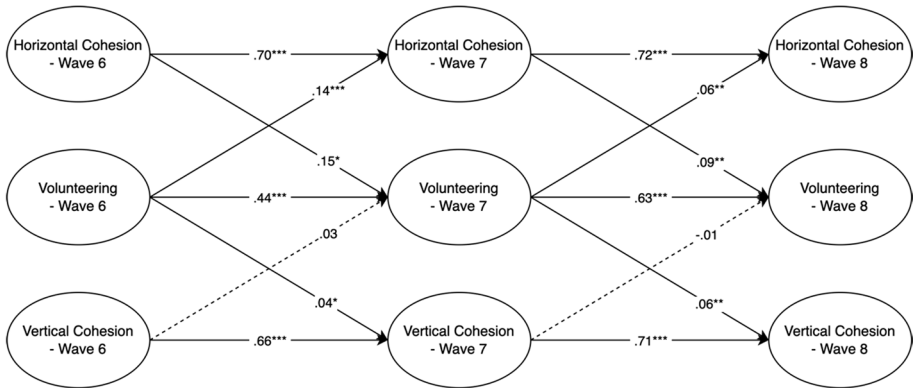 Horizontal Cohesion
- Wave 6
.70***
Horizontal Cohesion
- Wave 7
.72***
Horizontal Cohesion
- Wave 8
.14***
.06**
.15*
.09**
Volunteering
- Wave 6
.44***
Volunteering
- Wave 7
.63***
Volunteering
- Wave 8
.03
-.01
.04*
.06**
Vertical Cohesion
- Wave 6
.66***
Vertical Cohesion
- Wave 7
.71***
Vertical Cohesion
- Wave 8